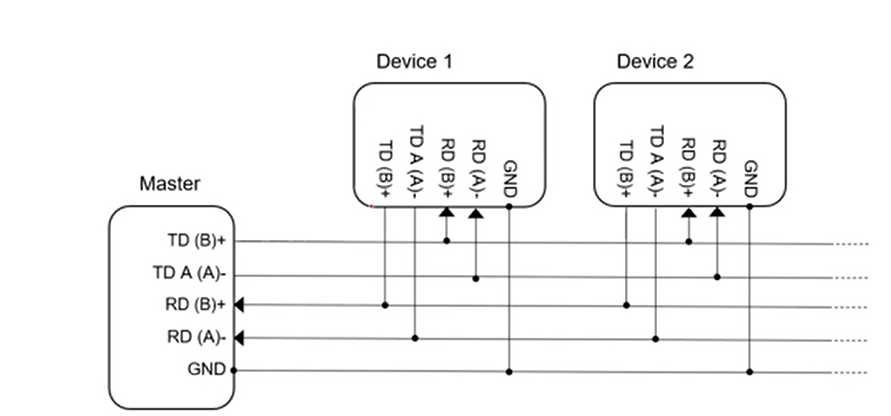 Device 1
Device 2
TD (B)+
TD A (A)-
RD (B)+
RD (A)-
GND
TD (B)+
TD A (A)-
RD (B)+
RD (A)-
GND
Master
TD (B)+
TD A (A)-
RD (B)+
RD (A)-
GND